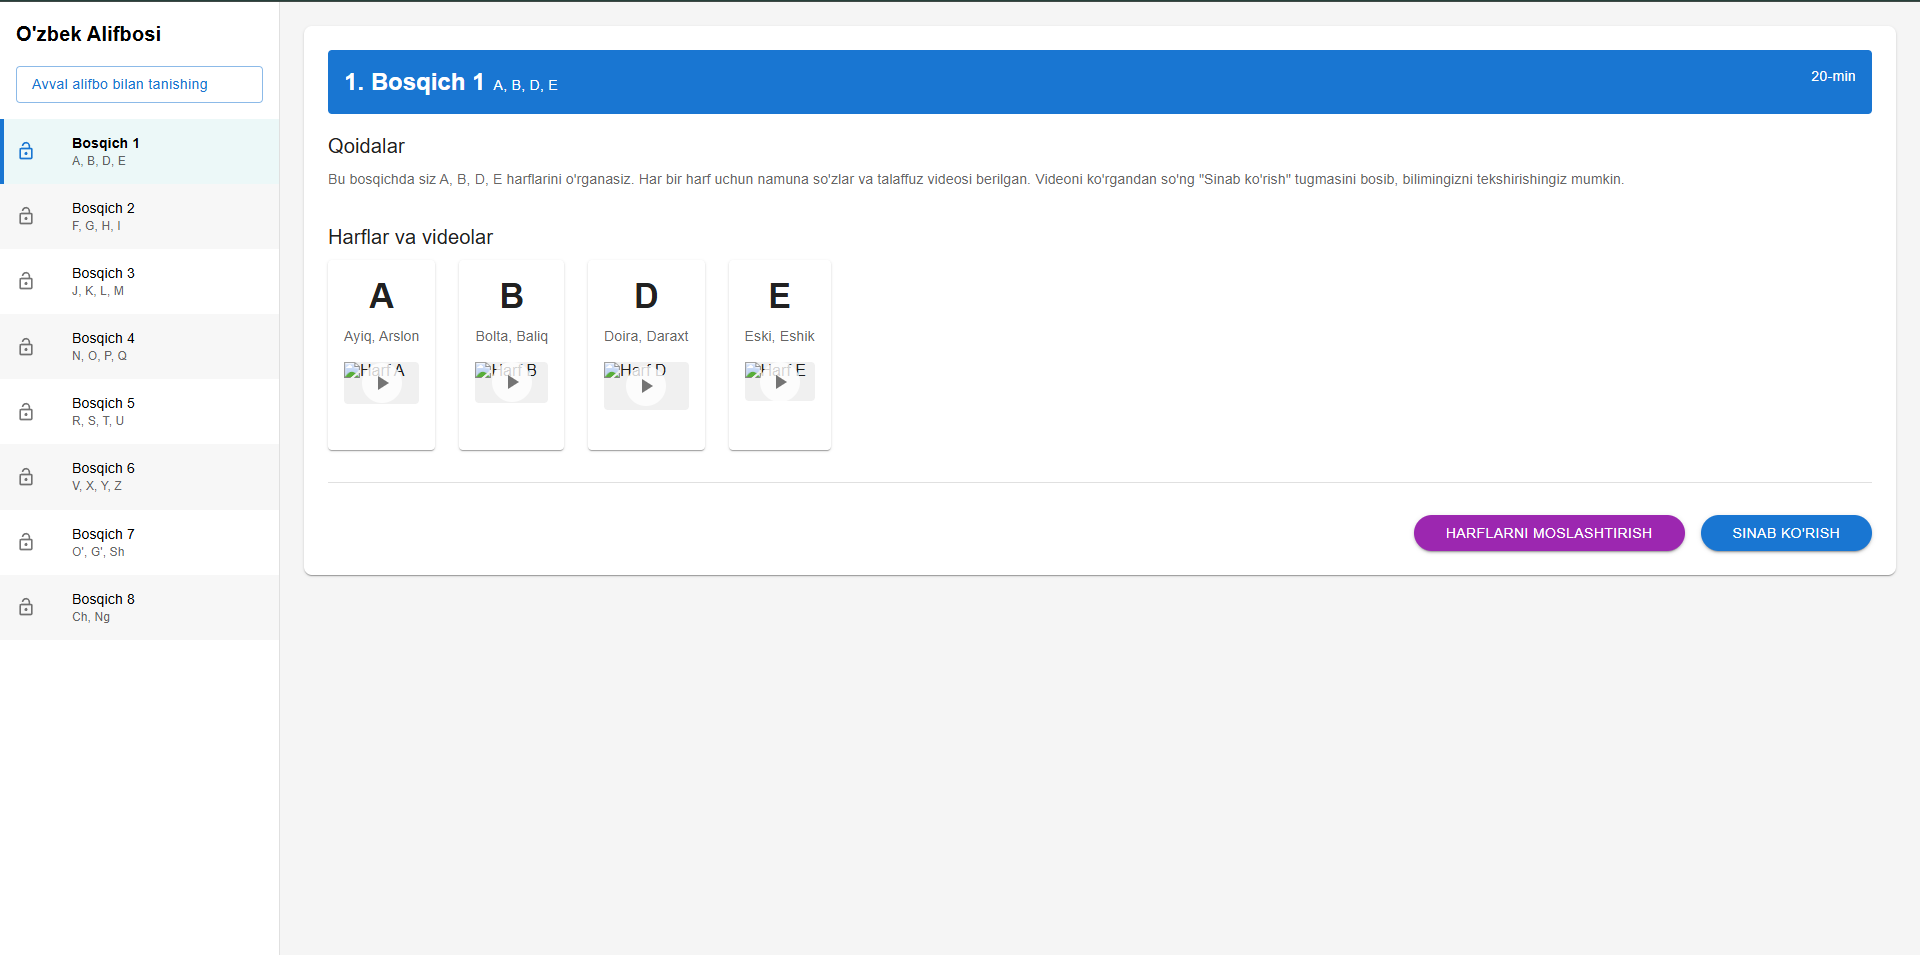 O'zbek Alifbosi
Avval alifbo bilan tanishing
Bosqich 1
A, B, D, E
Bosqich 2
F, G, H, I
Bosqich 3
J, K, L, M
Bosqich 4
N, O, P, Q
Bosqich 5
R, S, T, U
Bosqich 6
V, X, Y, Z
Bosqich 7
O', G', Sh
Bosqich 8
Ch, Ng
1. Bosqich 1 A, B, D, E
20-min
Qoidalar
Bu bosqichda siz A, B, D, E harflarini o'rganasiz. Har bir harf uchun namuna so'zlar va talaffuz videosi berilgan. Videoni ko'rgandan so'ng "Sinab ko'rish" tugmasini bosib, bilimingizni tekshirishingiz mumkin.
Harflar va videolar
A
Ayiq, Arslon
Harf A
B
Bolta, Baliq
Harf B
D
Doira, Daraxt
Harf D
E
Eski, Eshik
Harf E
HARFLARNI MOSLASHTIRISH
SINAB KO'RISH